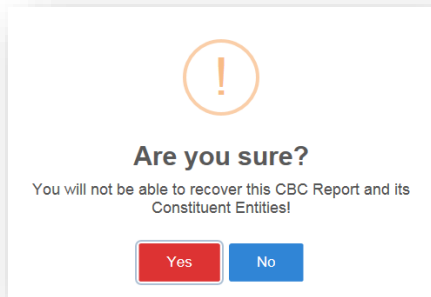 !
Are you sure?
You will not be able to recover this CBC Report and its
Constituent Entities!
Yes
No